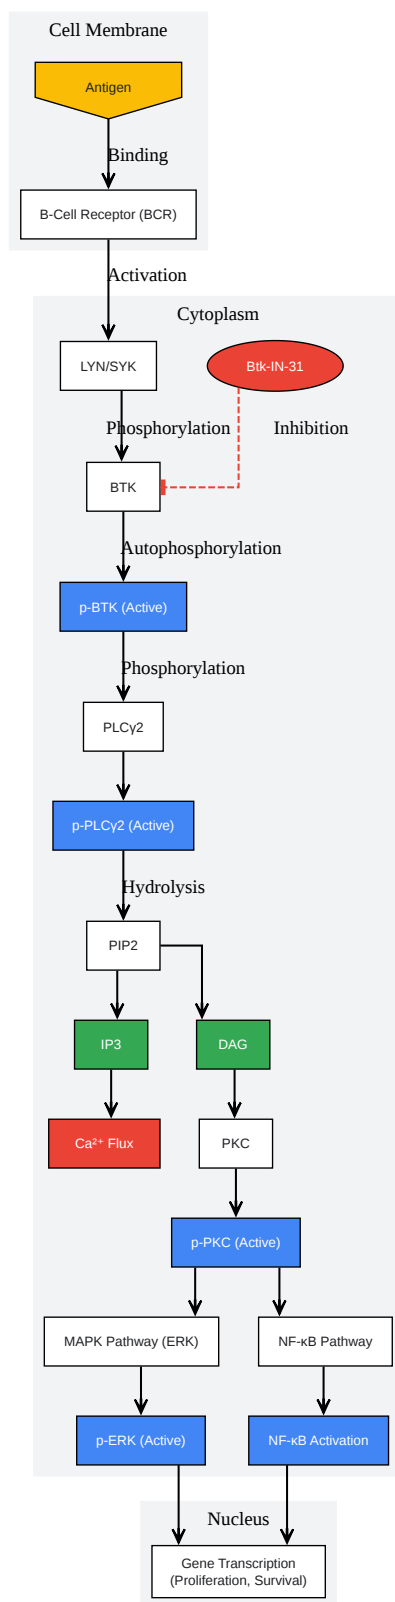 Cell Membrane
Antigen
Binding
B-Cell Receptor (BCR)
Activation
Cytoplasm
LYN/SYK
Btk-IN-31
Phosphorylation
Inhibition
BTK
Autophosphorylation
p-BTK (Active)
Phosphorylation
PLCγ2
p-PLCγ2 (Active)
Hydrolysis
PIP2
IP3
DAG
Ca²⁺ Flux
PKC
p-PKC (Active)
MAPK Pathway (ERK)
NF-κB Pathway
p-ERK (Active)
NF-κB Activation
Nucleus
Gene Transcription
(Proliferation, Survival)